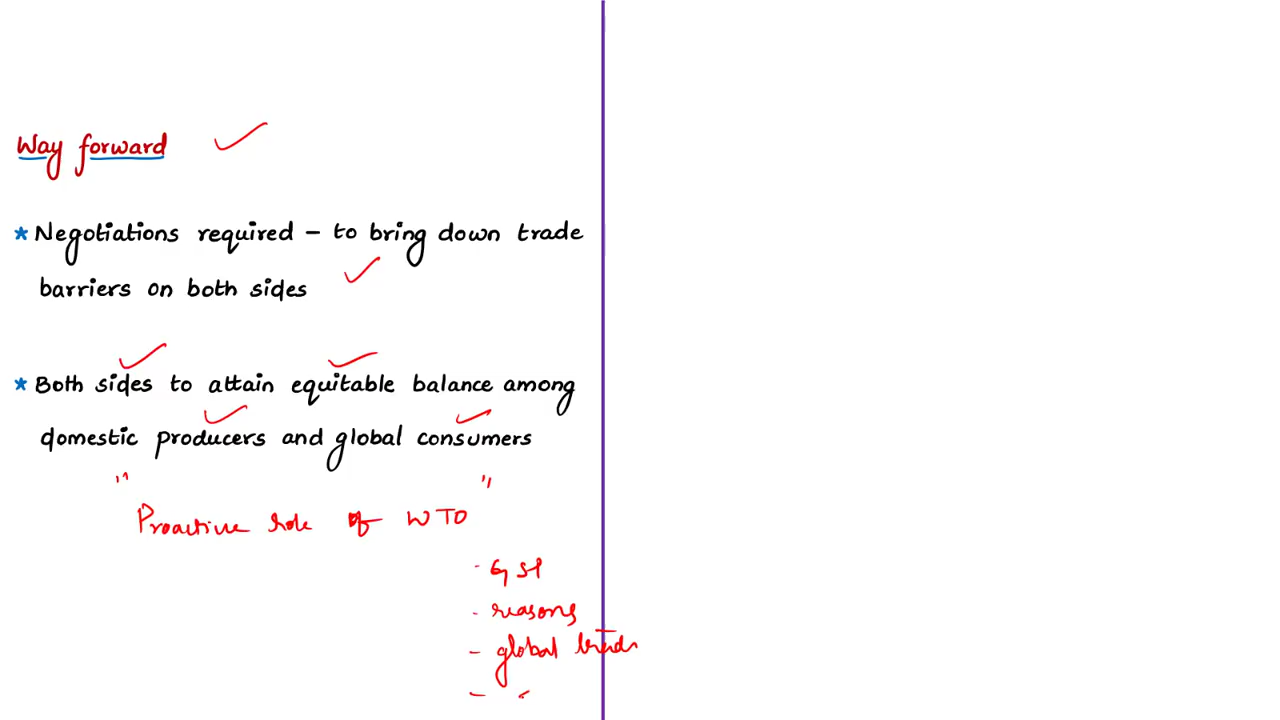 Way forward
* Negotiations required – to bring down trade
barriers on both sides
* Both sides to attain equitable balance among
domestic producers and global consumers
" "
Proactive role of WTO
- GSP
- reasons
- global trade
-